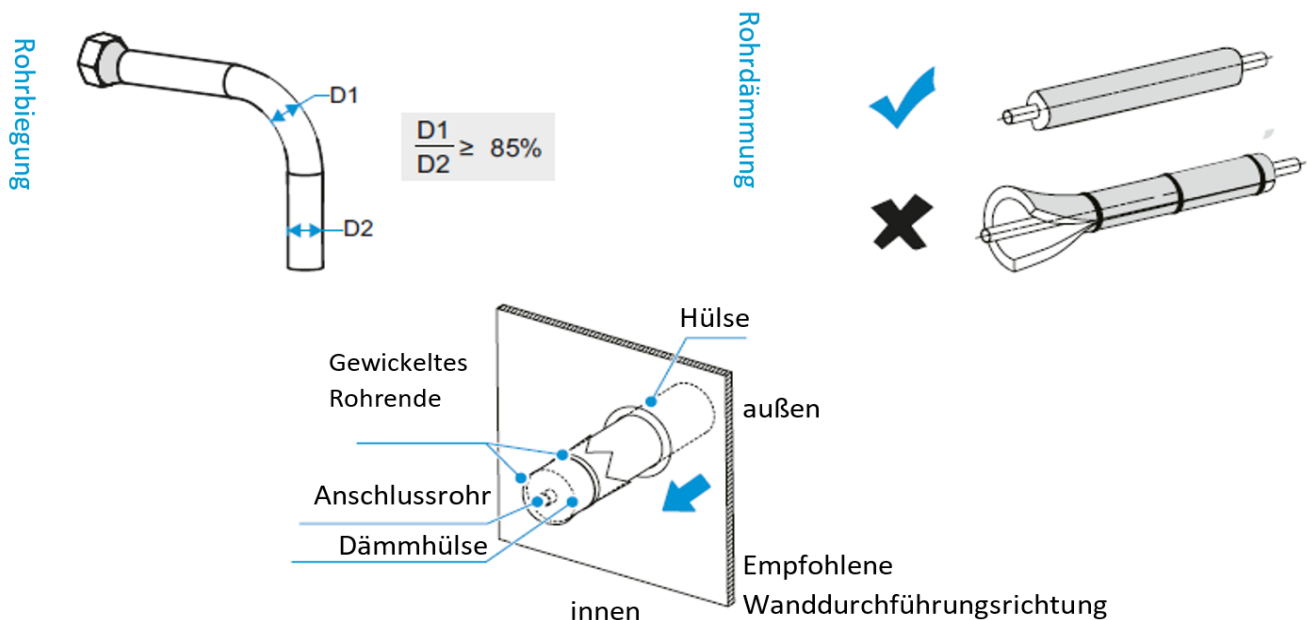 Rohrbiegung
D1
D2
D1
D2
≥ 85%
Rohrdämmung
Hülse
Gewickeltes
Rohrende
außen
Anschlussrohr
Dämmhülse
Empfohlene
Wanddurchführungsrichtung
innen